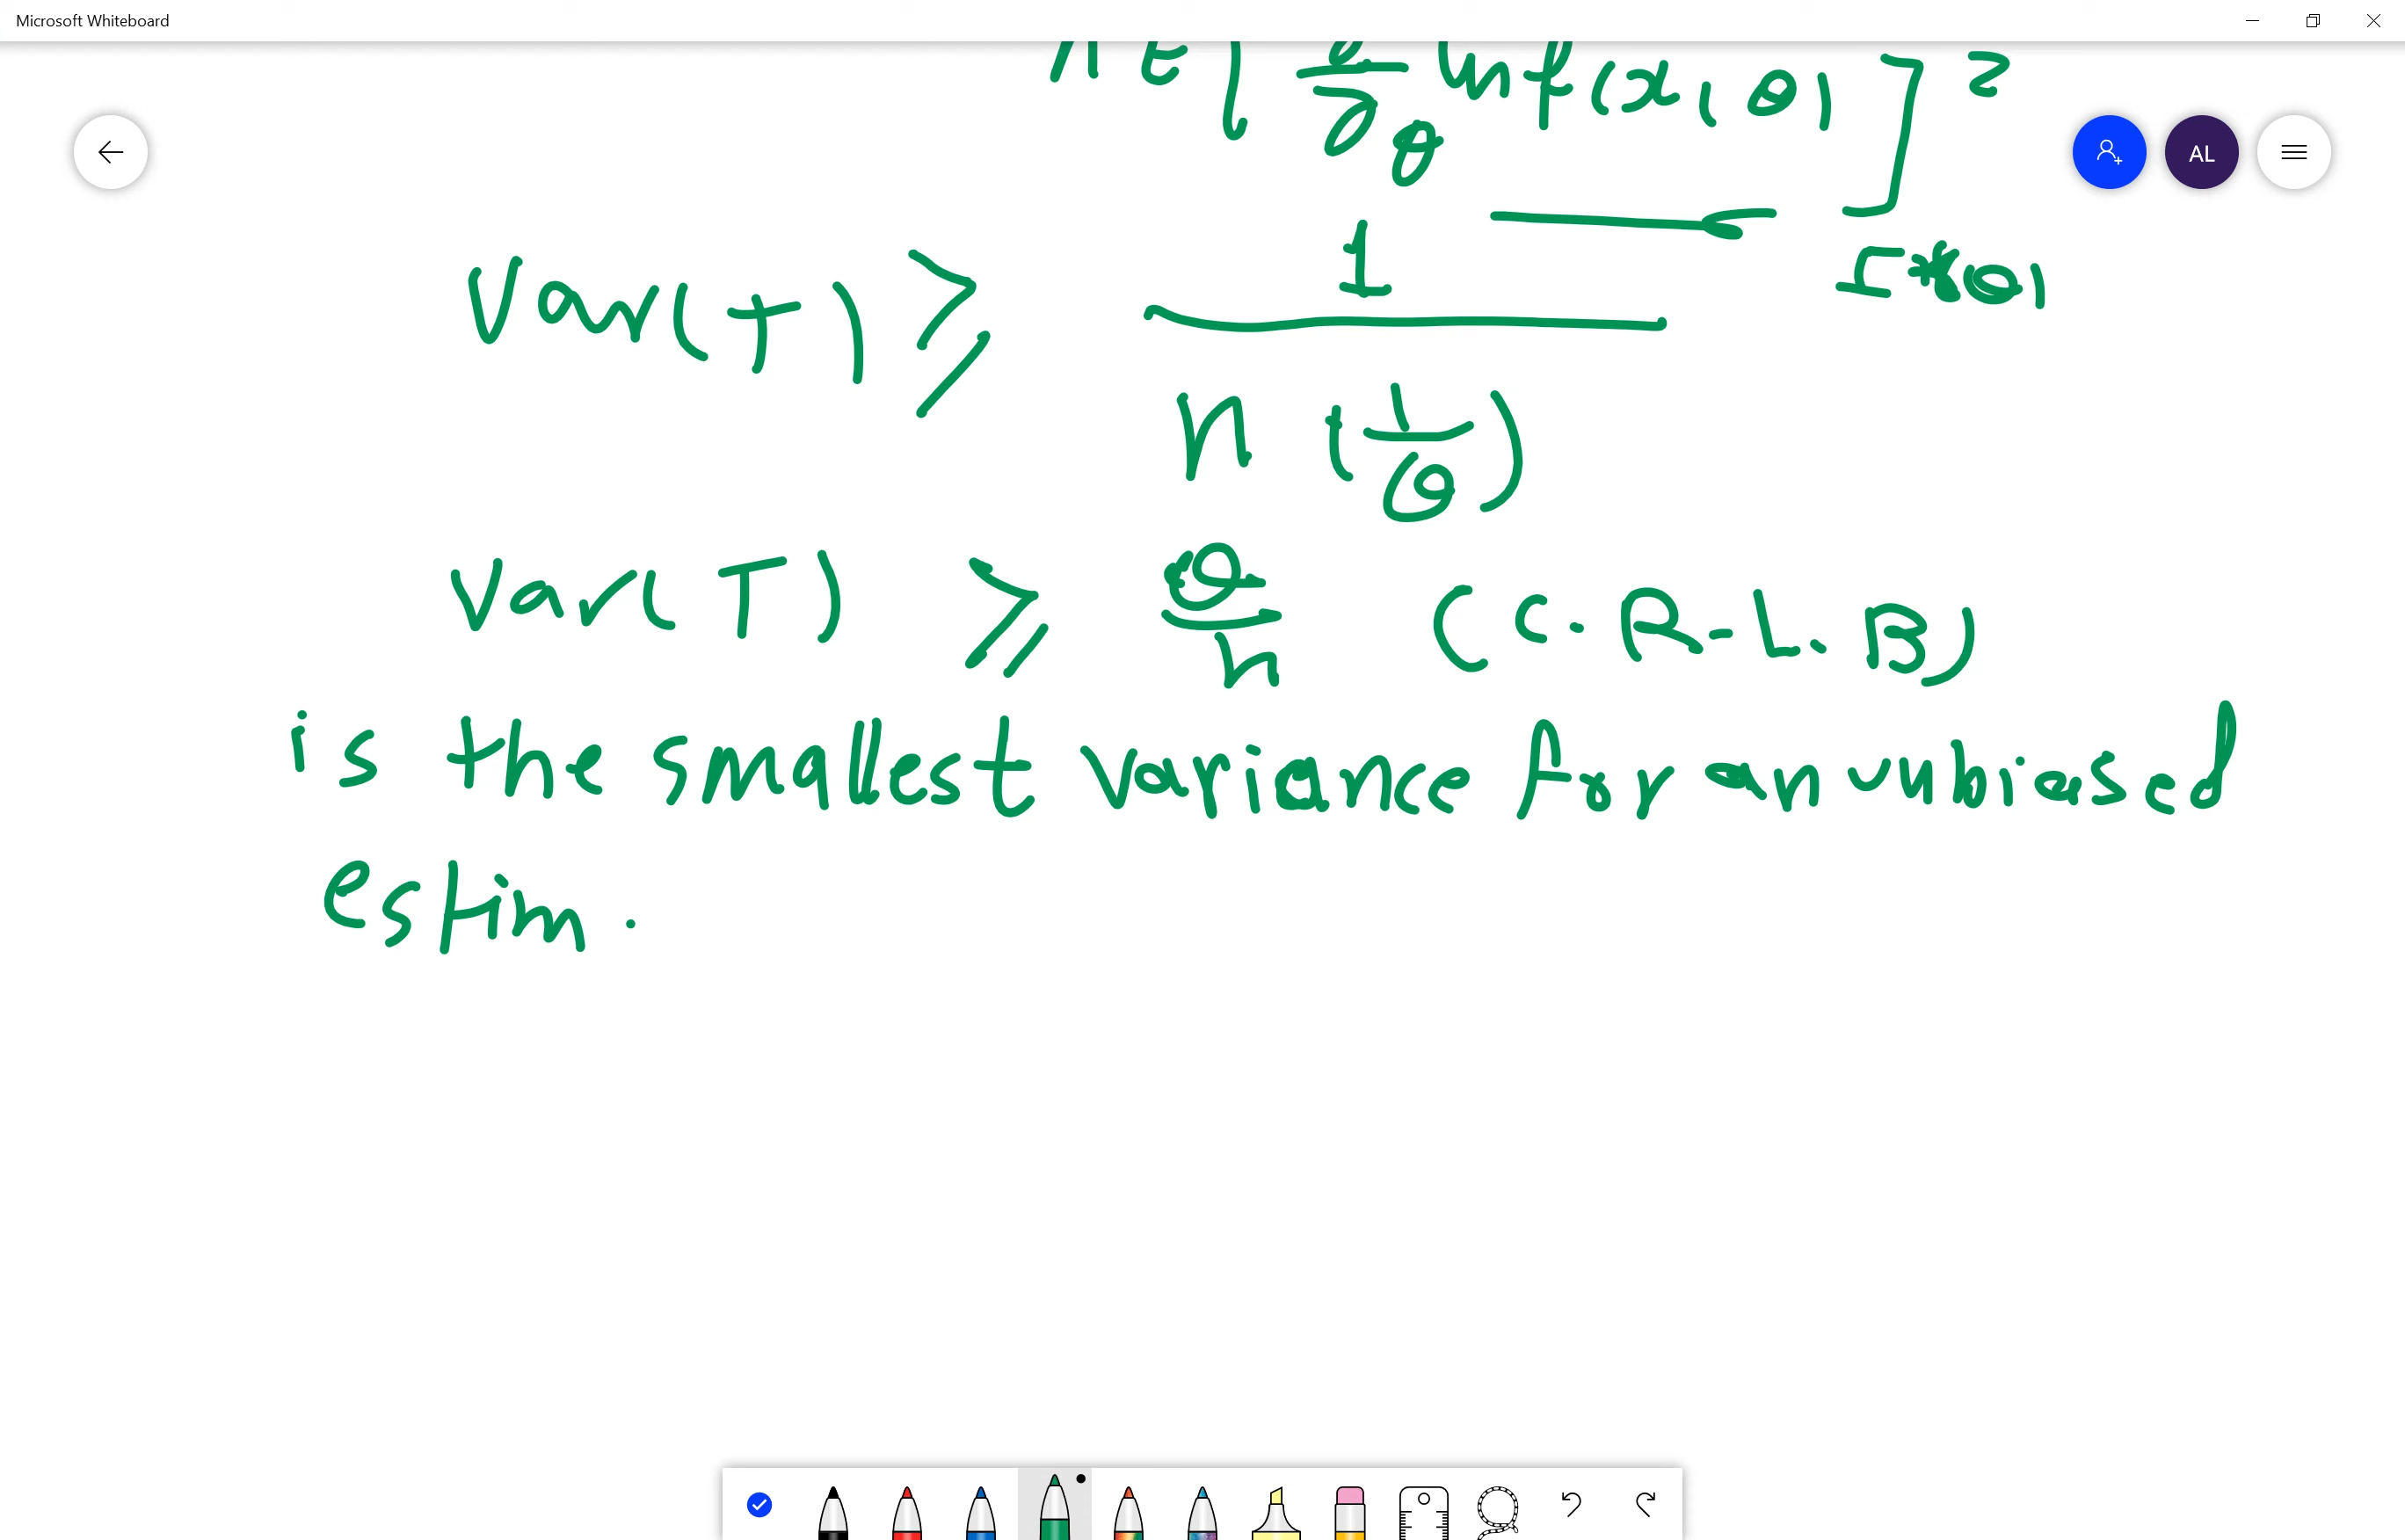 Microsoft Whiteboard
n E [ ∂/∂θ ln f(x, θ) ]²
AL
Var(T) ≥ 1 / n (1/θ)
I*(θ)
Var(T) ≥ θ/n (C.R-L.B)
is the smallest variance for an unbiased
estim.